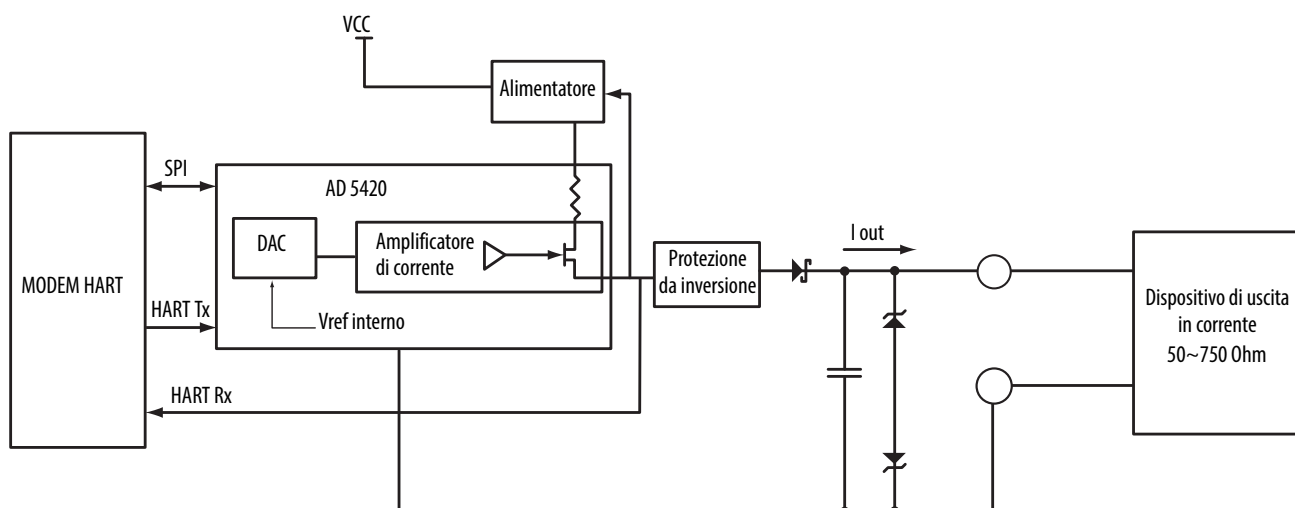 VCC
Alimentatore
SPI
AD 5420
DAC
Amplificatore
di corrente
I out
Protezione
da inversione
MODEM HART
HART Tx
Vref interno
Dispositivo di uscita
in corrente
50~750 Ohm
HART Rx